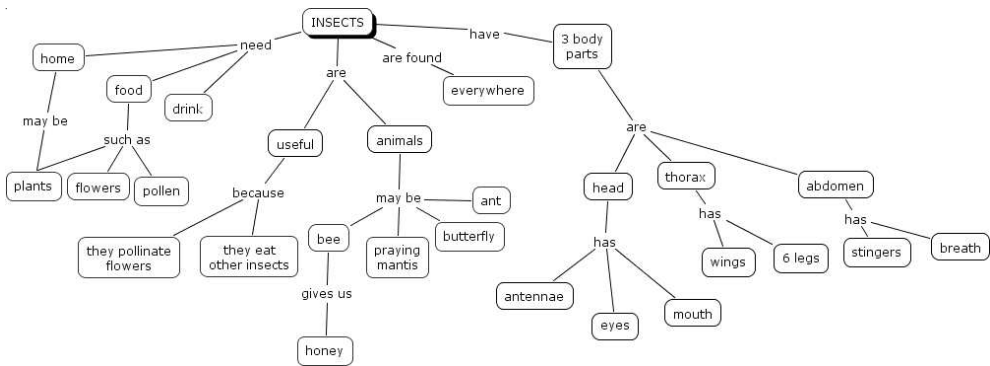 INSECTS
need
have
are found
are
3 body
parts
home
food
drink
everywhere
may be
such as
useful
animals
are
plants
flowers
pollen
because
may be
ant
head
thorax
abdomen
they pollinate
flowers
they eat
other insects
bee
praying
mantis
butterfly
has
has
has
wings
6 legs
stingers
breath
gives us
antennae
eyes
mouth
honey